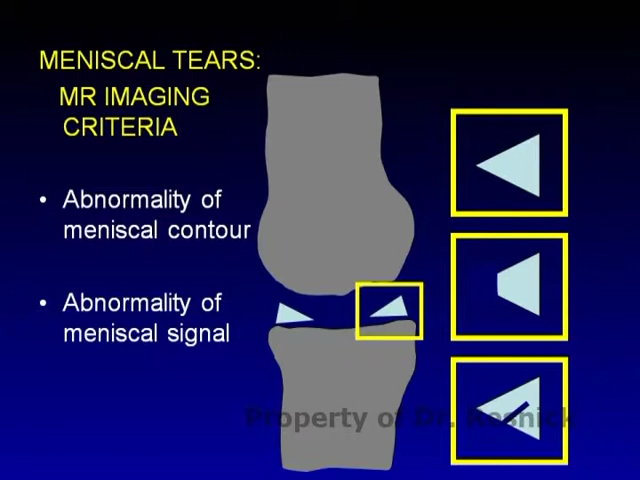 MENISCAL TEARS:
MR IMAGING
CRITERIA
• Abnormality of
meniscal contour
• Abnormality of
meniscal signal
Property of Dr. Resnick